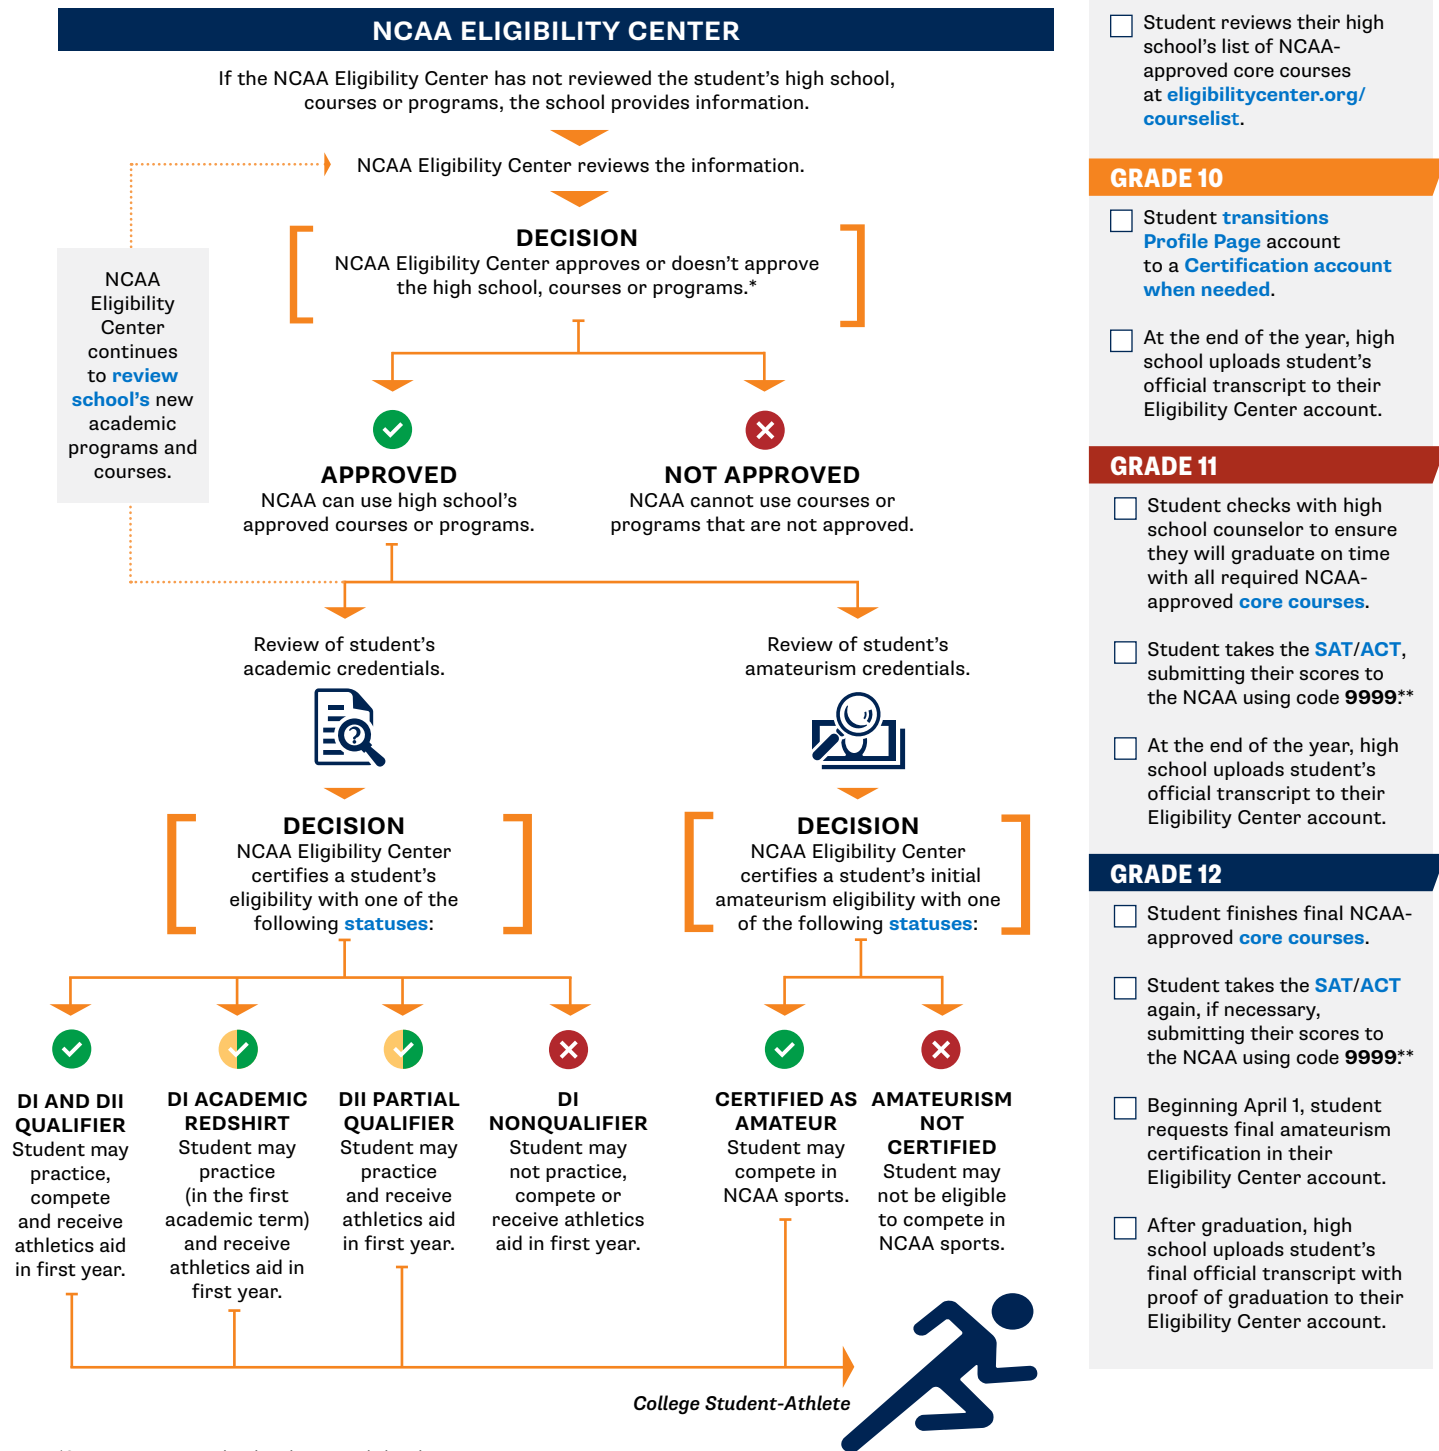 NCAA ELIGIBILITY CENTER
If the NCAA Eligibility Center has not reviewed the student's high school,
courses or programs, the school provides information.
NCAA Eligibility Center reviews the information.
DECISION
NCAA Eligibility Center approves or doesn't approve
the high school, courses or programs.*
NCAA
Eligibility
Center
continues
to review
school's new
academic
programs and
courses.
APPROVED
NCAA can use high school's
approved courses or programs.
NOT APPROVED
NCAA cannot use courses or
programs that are not approved.
Review of student's
academic credentials.
Review of student's
amateurism credentials.
?
DECISION
NCAA Eligibility Center
certifies a student's
eligibility with one of the
following statuses:
DECISION
NCAA Eligibility Center
certifies a student's initial
amateurism eligibility with one
of the following statuses:
DI AND DII
QUALIFIER
Student may
practice,
compete
and receive
athletics aid
in first year.
DI ACADEMIC
REDSHIRT
Student may
practice
(in the first
academic term)
and receive
athletics aid in
first year.
DII PARTIAL
QUALIFIER
Student may
practice
and receive
athletics aid
in first year.
DI
NONQUALIFIER
Student may
not practice,
compete or
receive athletics
aid in first year.
CERTIFIED AS
AMATEUR
Student may
compete in
NCAA sports.
AMATEURISM
NOT
CERTIFIED
Student may
not be eligible
to compete in
NCAA sports.
College Student-Athlete
Student reviews their high
school's list of NCAA-
approved core courses
at eligibilitycenter.org/
courselist.
GRADE 10
Student transitions
Profile Page account
to a Certification account
when needed.
At the end of the year, high
school uploads student's
official transcript to their
Eligibility Center account.
GRADE 11
Student checks with high
school counselor to ensure
they will graduate on time
with all required NCAA-
approved core courses.
Student takes the SAT/ACT,
submitting their scores to
the NCAA using code 9999.**
At the end of the year, high
school uploads student's
official transcript to their
Eligibility Center account.
GRADE 12
Student finishes final NCAA-
approved core courses.
Student takes the SAT/ACT
again, if necessary,
submitting their scores to
the NCAA using code 9999.**
Beginning April 1, student
requests final amateurism
certification in their
Eligibility Center account.
After graduation, high
school uploads student's
final official transcript with
proof of graduation to their
Eligibility Center account.